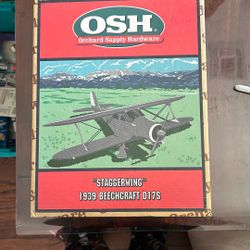 OSH
Orchard Supply Hardware
"STAGGERWING"
1939 BEECHCRAFT D17S